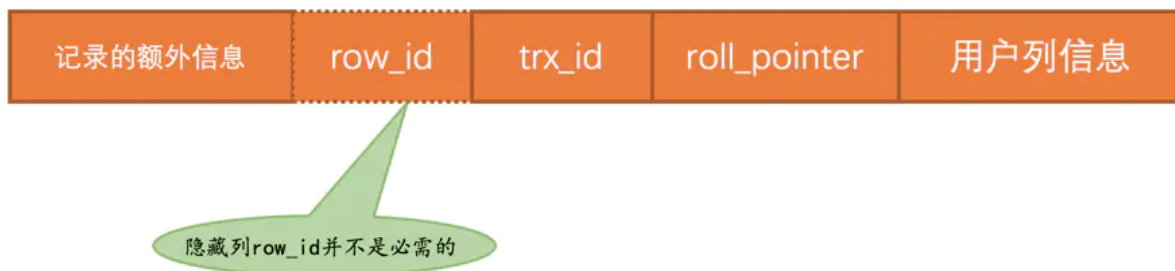 记录的额外信息 row_id trx_id roll_pointer 用户列信息
隐藏列row_id并不是必需的